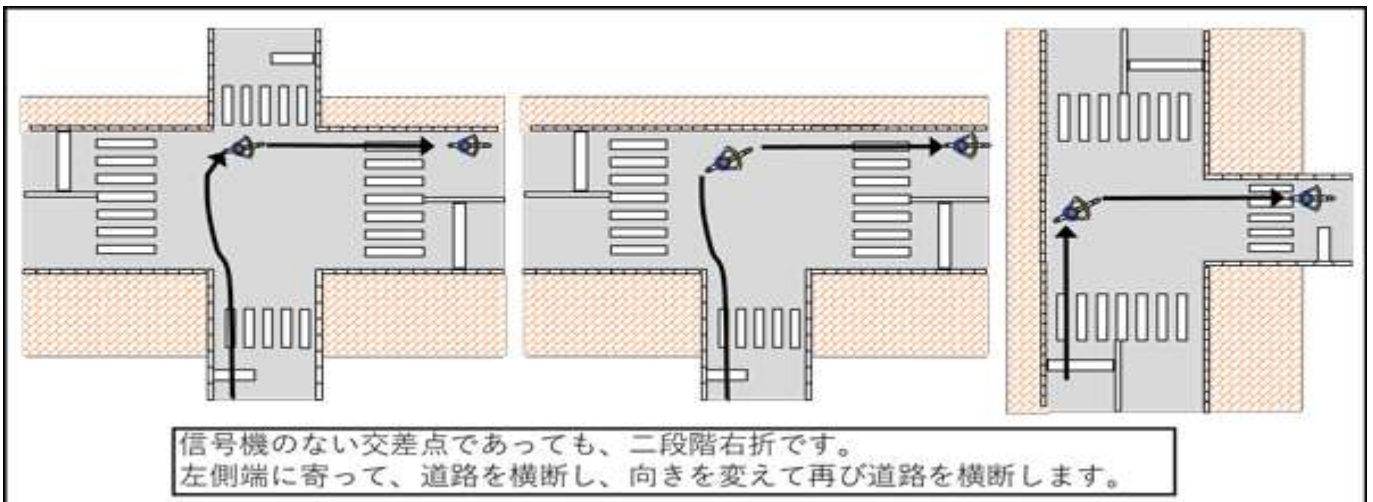 信号機のない交差点であっても、二段階右折です。
左側端に寄って、道路を横断し、向きを変えて再び道路を横断します。